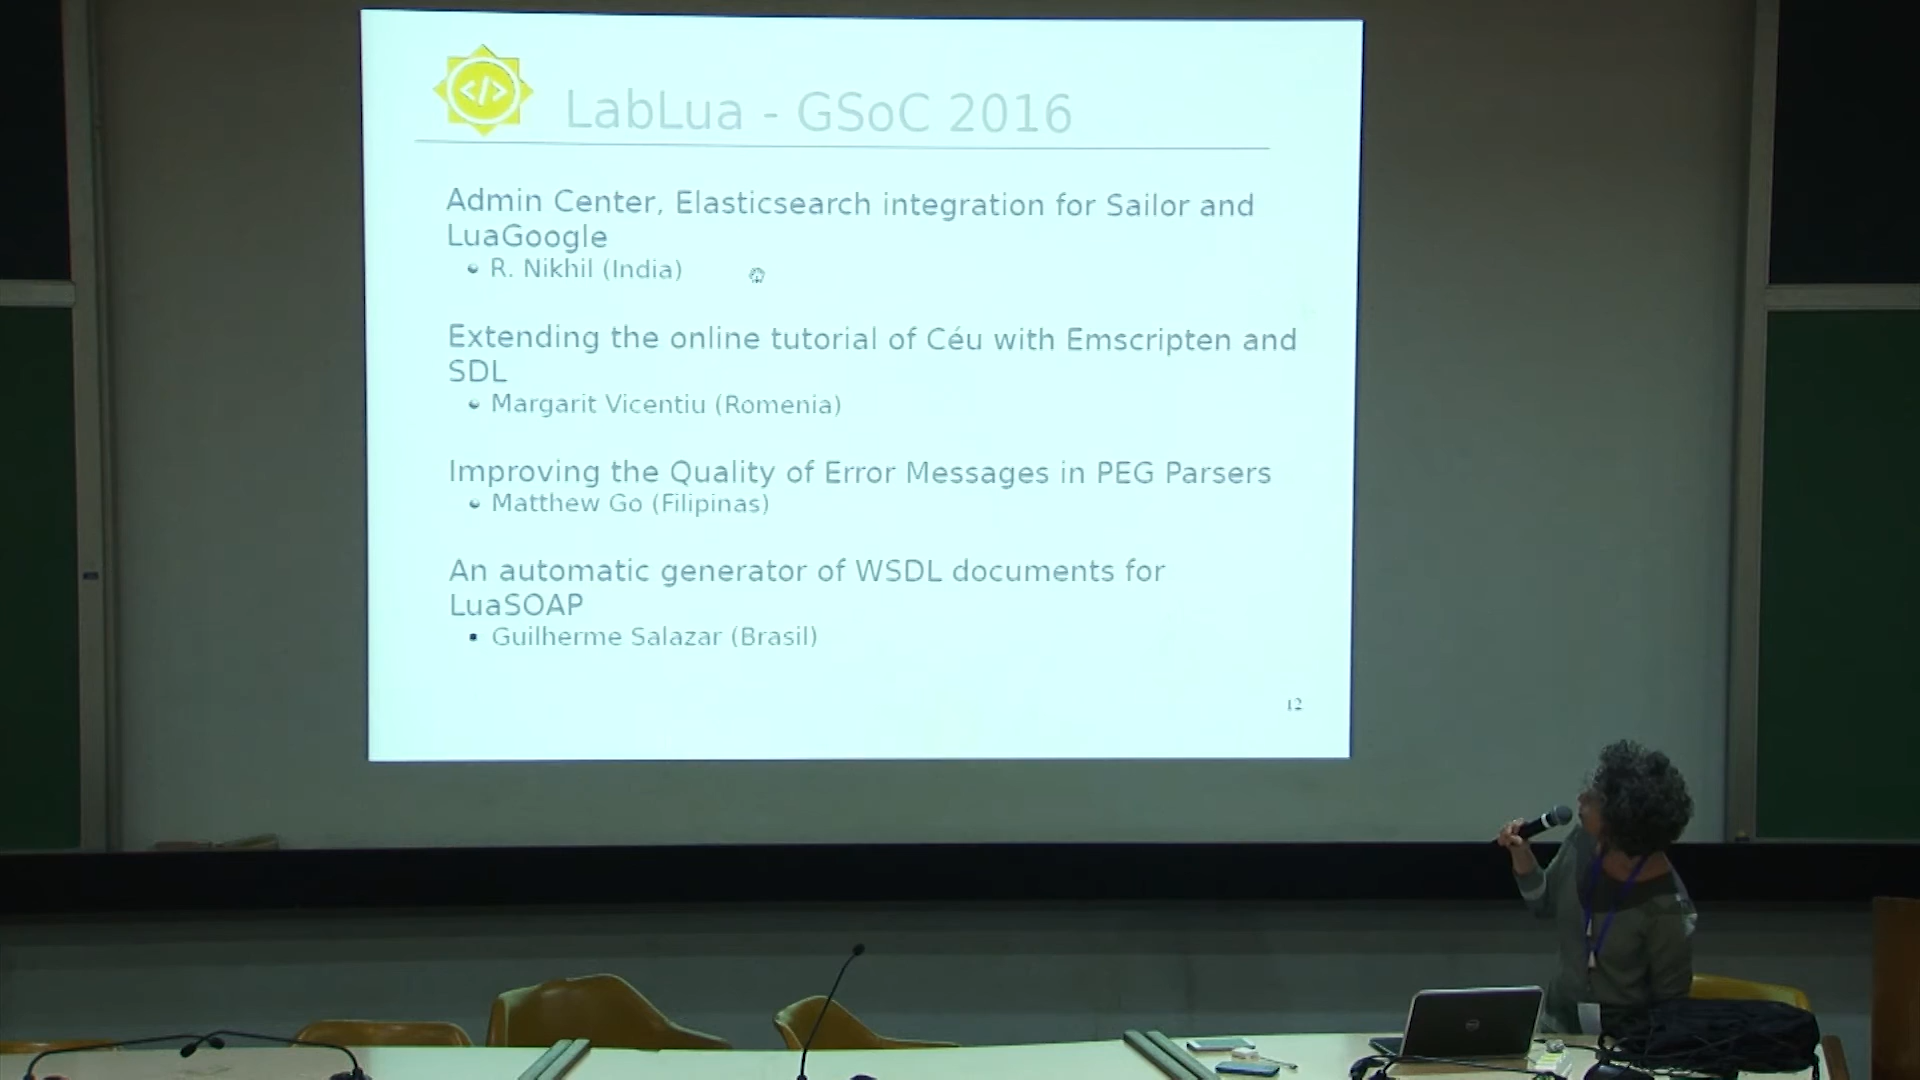 </>
LabLua - GSoC 2016
Admin Center, Elasticsearch integration for Sailor and
LuaGoogle
• R. Nikhil (India)
Extending the online tutorial of Céu with Emscripten and
SDL
• Margarit Vicentiu (Romenia)
Improving the Quality of Error Messages in PEG Parsers
• Matthew Go (Filipinas)
An automatic generator of WSDL documents for
LuaSOAP
▪ Guilherme Salazar (Brasil)
12